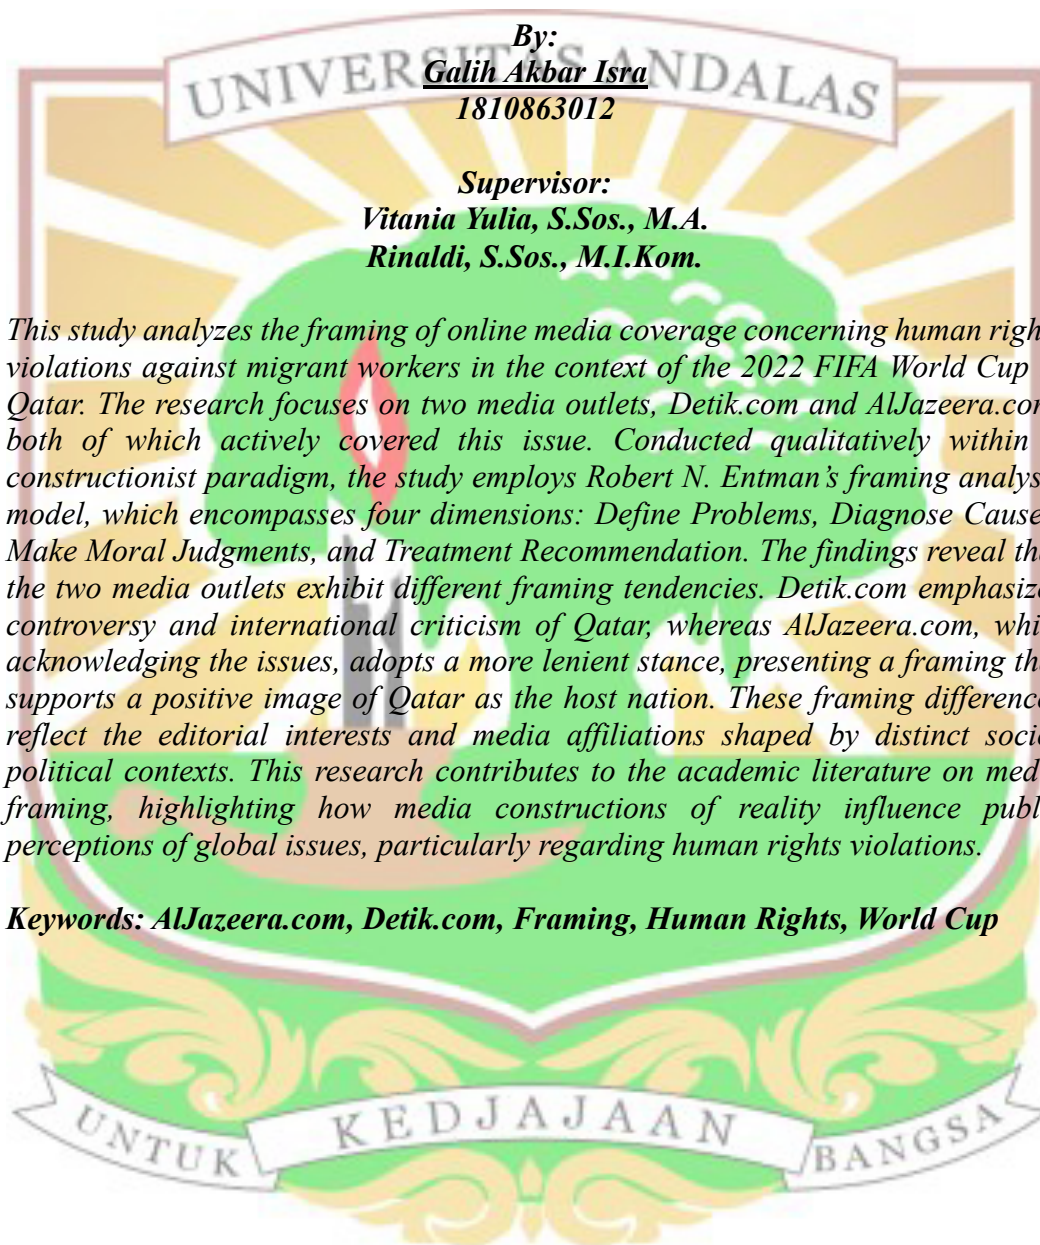 By:
UNIVERSITAS ANDALAS
Galih Akbar Isra
1810863012
Supervisor:
Vitania Yulia, S.Sos., M.A.
Rinaldi, S.Sos., M.I.Kom.
This study analyzes the framing of online media coverage concerning human righ
violations against migrant workers in the context of the 2022 FIFA World Cup
Qatar. The research focuses on two media outlets, Detik.com and AlJazeera.com
both of which actively covered this issue. Conducted qualitatively within
constructionist paradigm, the study employs Robert N. Entman’s framing analys
model, which encompasses four dimensions: Define Problems, Diagnose Cause
Make Moral Judgments, and Treatment Recommendation. The findings reveal tha
the two media outlets exhibit different framing tendencies. Detik.com emphasize
controversy and international criticism of Qatar, whereas AlJazeera.com, whi
acknowledging the issues, adopts a more lenient stance, presenting a framing tha
supports a positive image of Qatar as the host nation. These framing difference
reflect the editorial interests and media affiliations shaped by distinct soci
political contexts. This research contributes to the academic literature on med
framing, highlighting how media constructions of reality influence publ
perceptions of global issues, particularly regarding human rights violations.
Keywords: AlJazeera.com, Detik.com, Framing, Human Rights, World Cup
UNTUK KEDJAJAAN BANGSA